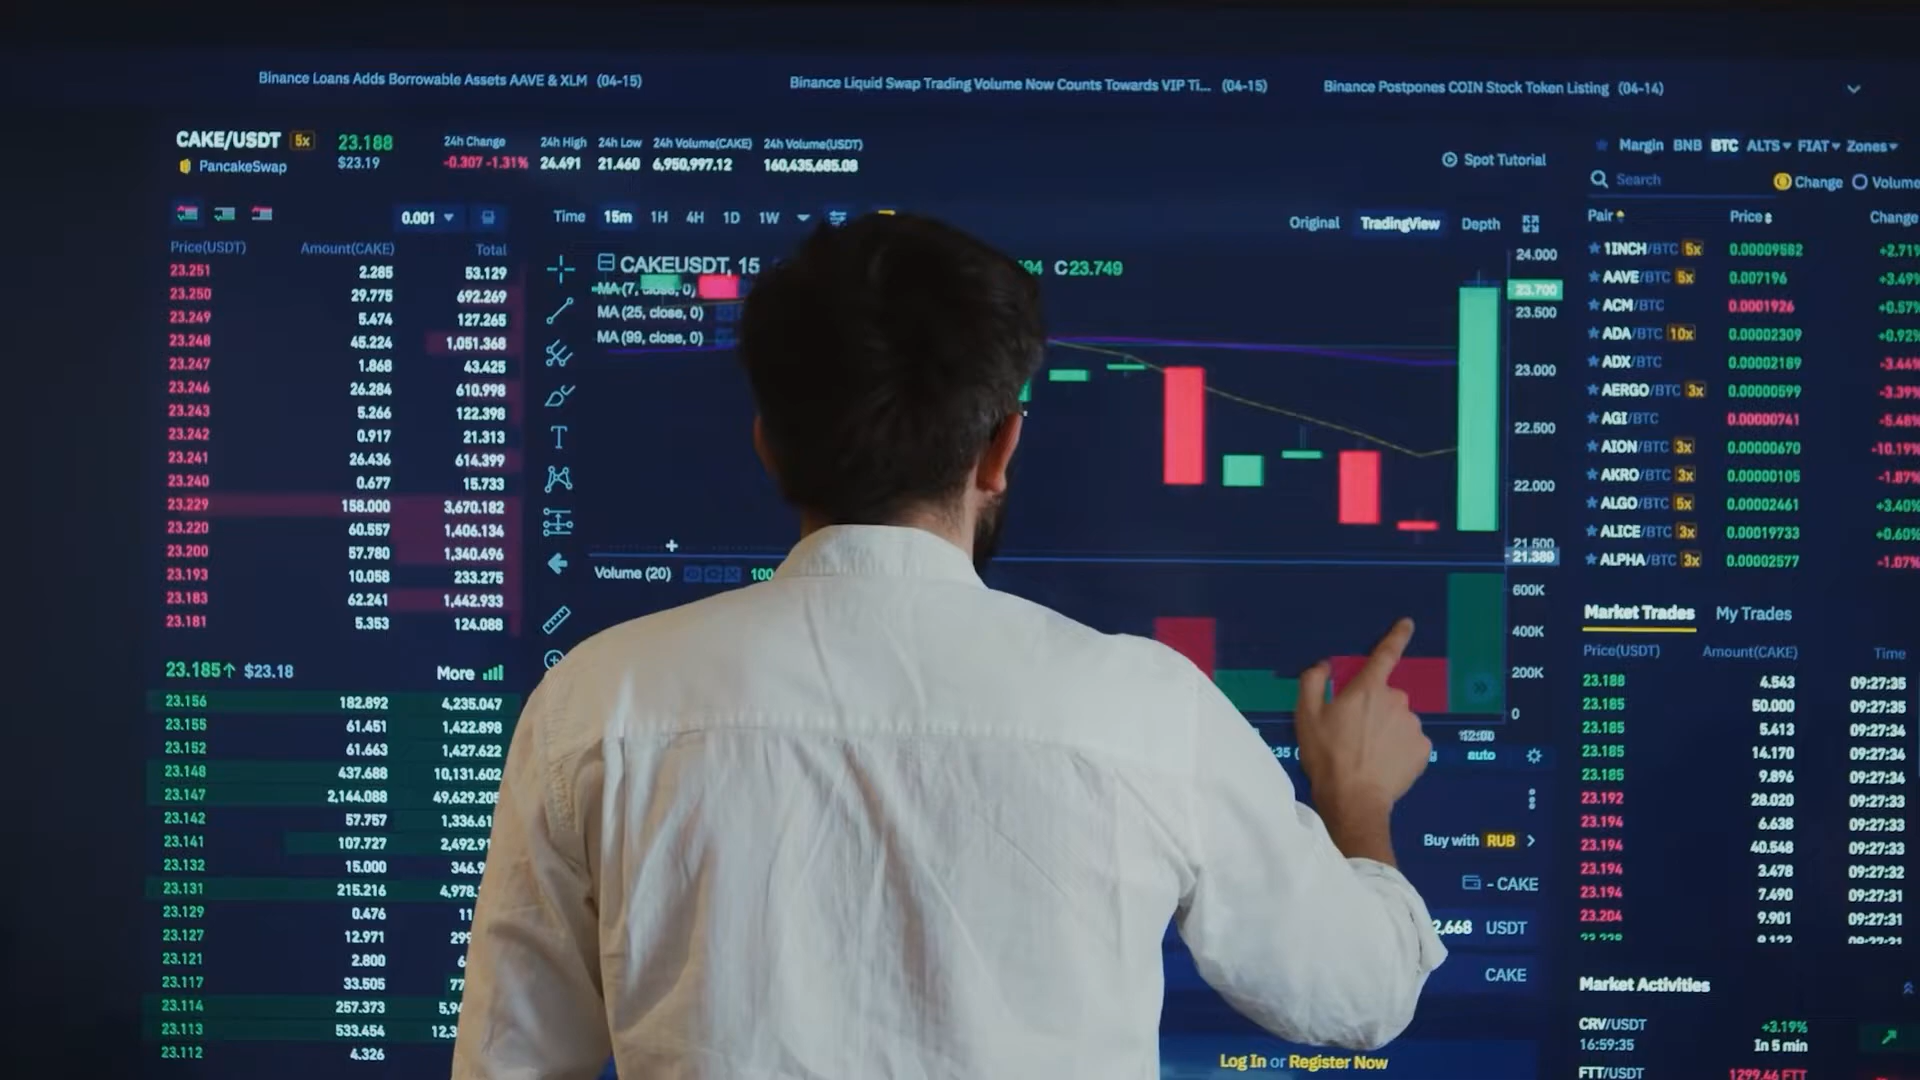 Binance Loans Adds Borrowable Assets AAVE & XLM (04-15)
Binance Liquid Swap Trading Volume Now Counts Towards VIP Ti... (04-15)
Binance Postpones COIN Stock Token Listing (04-14)
CAKE/USDT 5x 23.188
PancakeSwap $23.19
24h Change 24h High 24h Low 24h Volume(CAKE) 24h Volume(USDT)
-0.307 -1.31% 24.491 21.460 6,950,997.12 160,435,685.08
Spot Tutorial
0.001
Price(USDT) Amount(CAKE) Total
23.251 2.285 53.129
23.250 29.775 692.269
23.249 5.474 127.265
23.248 45.224 1,051.368
23.247 1.868 43.425
23.246 26.284 610.998
23.243 5.266 122.398
23.242 0.917 21.313
23.241 26.436 614.399
23.240 0.677 15.733
23.229 158.000 3,670.182
23.220 60.557 1,406.134
23.200 57.780 1,340.496
23.193 10.058 233.275
23.183 62.241 1,442.933
23.181 5.353 124.088
23.185↑ $23.18 More
23.156 182.892 4,235.047
23.155 61.451 1,422.898
23.152 61.663 1,427.622
23.148 437.688 10,131.602
23.147 2,144.088 49,629.205
23.142 57.757 1,336.61
23.141 107.727 2,492.91
23.132 15.000 346.9
23.131 215.216 4,978.
23.129 0.476 11
23.127 12.971 299
23.121 2.800 6
23.117 33.505 77
23.114 257.373 5,94
23.113 533.454 12,3
23.112 4.326
Time 15m 1H 4H 1D 1W
Original TradingView Depth
CAKEUSDT, 15
94 C23.749
MA (7, close, 0)
MA (25, close, 0)
MA (99, close, 0)
24.000
23.700
23.500
23.000
22.500
22.000
21.500
21.389
Volume (20) 100
600K
400K
200K
0
12:00
:35 (
g auto
Buy with RUB
- CAKE
2,668 USDT
CAKE
Log In or Register Now
Margin BNB BTC ALTS FIAT Zones
Search Change Volume
Pair Price Change
1INCH/BTC 5x 0.00009582 +2.71%
AAVE/BTC 5x 0.007196 +3.49%
ACM/BTC 0.0001926 +0.57%
ADA/BTC 10x 0.00002309 +0.92%
ADX/BTC 0.00002189 -3.44%
AERGO/BTC 3x 0.00000599 -3.39%
AGI/BTC 0.00000741 -5.48%
AION/BTC 3x 0.00000670 -10.19%
AKRO/BTC 3x 0.00000105 -1.87%
ALGO/BTC 5x 0.00002461 +3.40%
ALICE/BTC 3x 0.00019733 +0.60%
ALPHA/BTC 3x 0.00002577 -1.07%
Market Trades My Trades
Price(USDT) Amount(CAKE) Time
23.188 4.543 09:27:35
23.185 50.000 09:27:35
23.185 5.413 09:27:34
23.185 14.170 09:27:34
23.185 9.896 09:27:34
23.192 28.020 09:27:33
23.194 6.638 09:27:33
23.194 40.548 09:27:33
23.194 3.478 09:27:32
23.194 7.490 09:27:31
23.204 9.901 09:27:31
Market Activities
CRV/USDT +3.19%
16:59:35 In 5 min
FTT/USDT 1299.46 FTT